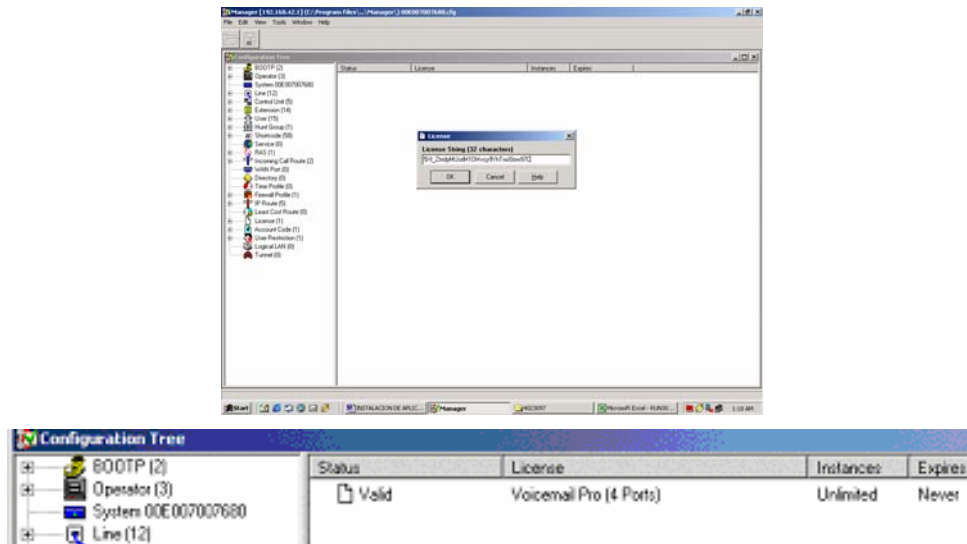 Manager [192.168.42.1] (C:/Program Files/.../Manager/) 00E007007680.cfg
File Edit View Tools Window Help
Configuration Tree
BOOTP (2)
Operator (3)
System 00E007007680
Line (12)
Control Unit (5)
Extension (14)
User (15)
Hunt Group (1)
Shortcode (58)
Service (0)
RAS (1)
Incoming Call Route (2)
WAN Port (0)
Directory (0)
Time Profile (0)
Firewall Profile (1)
IP Route (5)
Least Cost Route (0)
License (1)
Account Code (1)
User Restriction (1)
Logical LAN (0)
Tunnel (0)
Status License Instances Expires
License
License String (32 characters)
OK Cancel Help
Start INSTALACION DE APLIC... Manager Microsoft Excel 1:18 AM
Configuration Tree
BOOTP (2)
Operator (3)
System 00E007007680
Line (12)
Status License Instances Expires
Valid Voicemail Pro (4 Ports) Unlimited Never